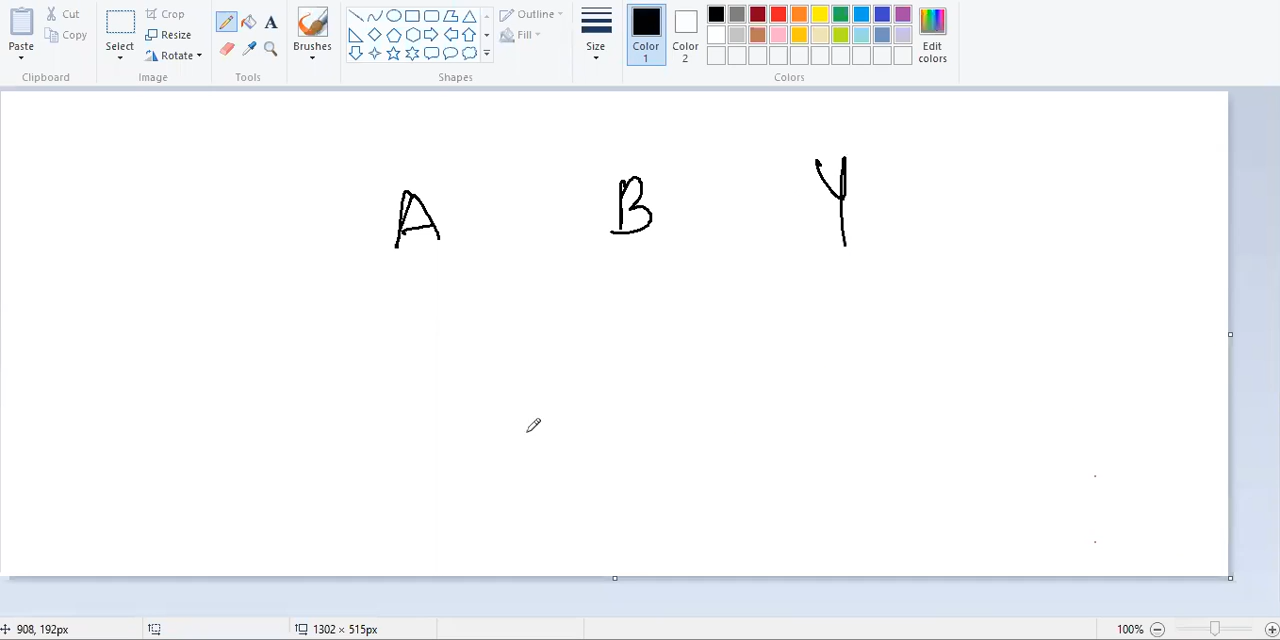 Paste
Clipboard
Cut
Copy
Select
Crop
Resize
Rotate
Image
A
Tools
Brushes
Shapes
Outline
Fill
Size
Color 1
Color 2
Edit colors
Colors
A B Y
908, 192px
1302 × 515px
100%